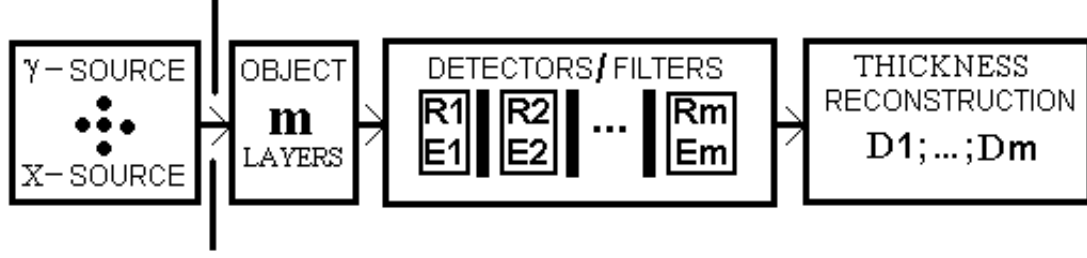 γ-SOURCE
X-SOURCE
OBJECT
m
LAYERS
DETECTORS/FILTERS
R1 R2 ... Rm
E1 E2 Em
THICKNESS
RECONSTRUCTION
D1;...;Dm